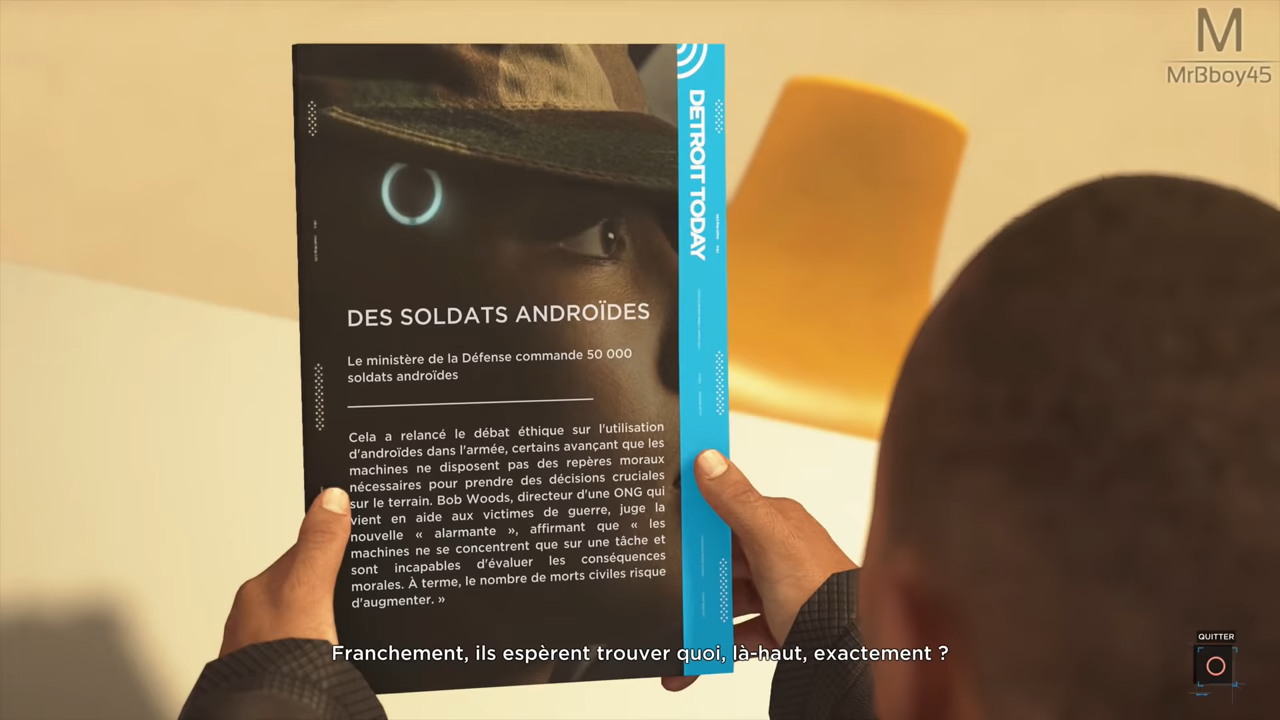 M
MrBboy45
DETROIT TODAY
DES SOLDATS ANDROÏDES
Le ministère de la Défense commande 50 000
soldats androïdes
Cela a relancé le débat éthique sur l'utilisation
d'androïdes dans l'armée, certains avançant que les
machines ne disposent pas des repères moraux
nécessaires pour prendre des décisions cruciales
sur le terrain. Bob Woods, directeur d'une ONG qui
vient en aide aux victimes de guerre, juge la
nouvelle « alarmante », affirmant que « les
machines ne se concentrent que sur une tâche et
sont incapables d'évaluer les conséquences
morales. À terme, le nombre de morts civiles risque
d'augmenter. »
Franchement, ils espèrent trouver quoi, là-haut, exactement ?
QUITTER